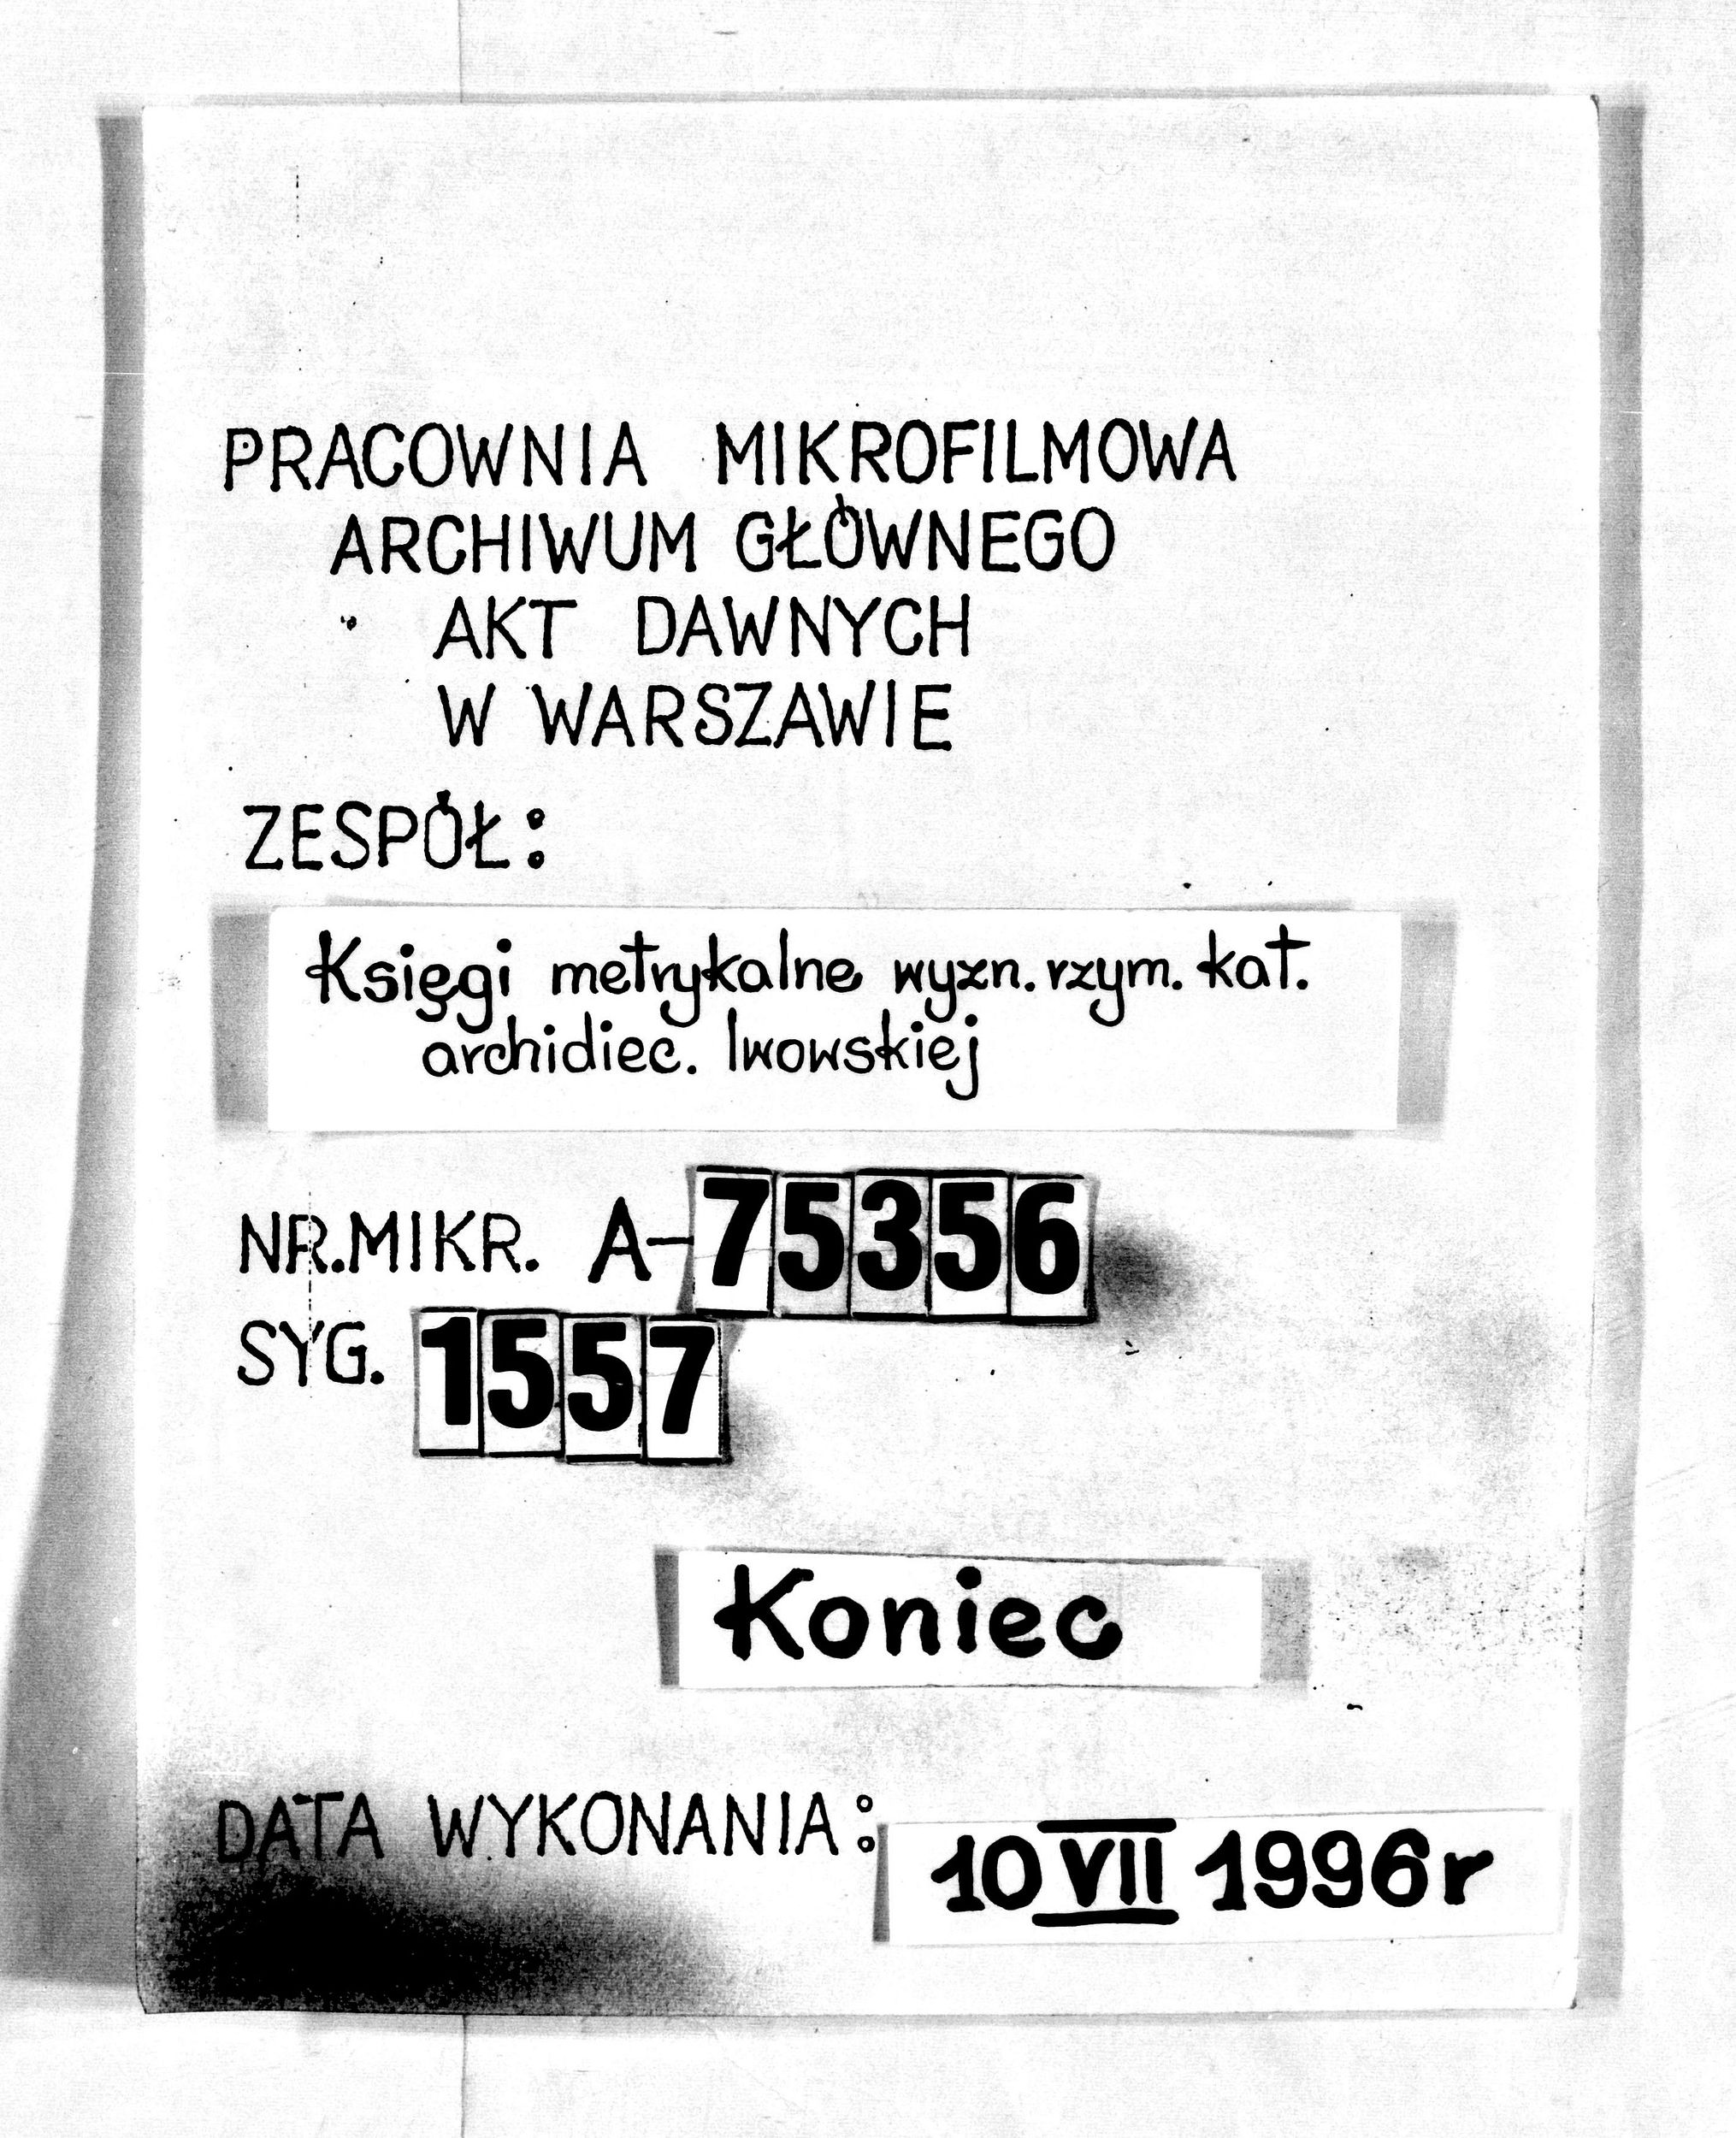 PRACOWNIA MIKROFILMOWA
ARCHIWUM GŁÓWNEGO
AKT DAWNYCH
W WARSZAWIE
ZESPÓŁ:
Księgi metrykalne wyzn. rzym. kat.
archidiec. lwowskiej
NR.MIKR. A-75356
SYG. 1557
Koniec
DATA WYKONANIA: 10 VII 1996r